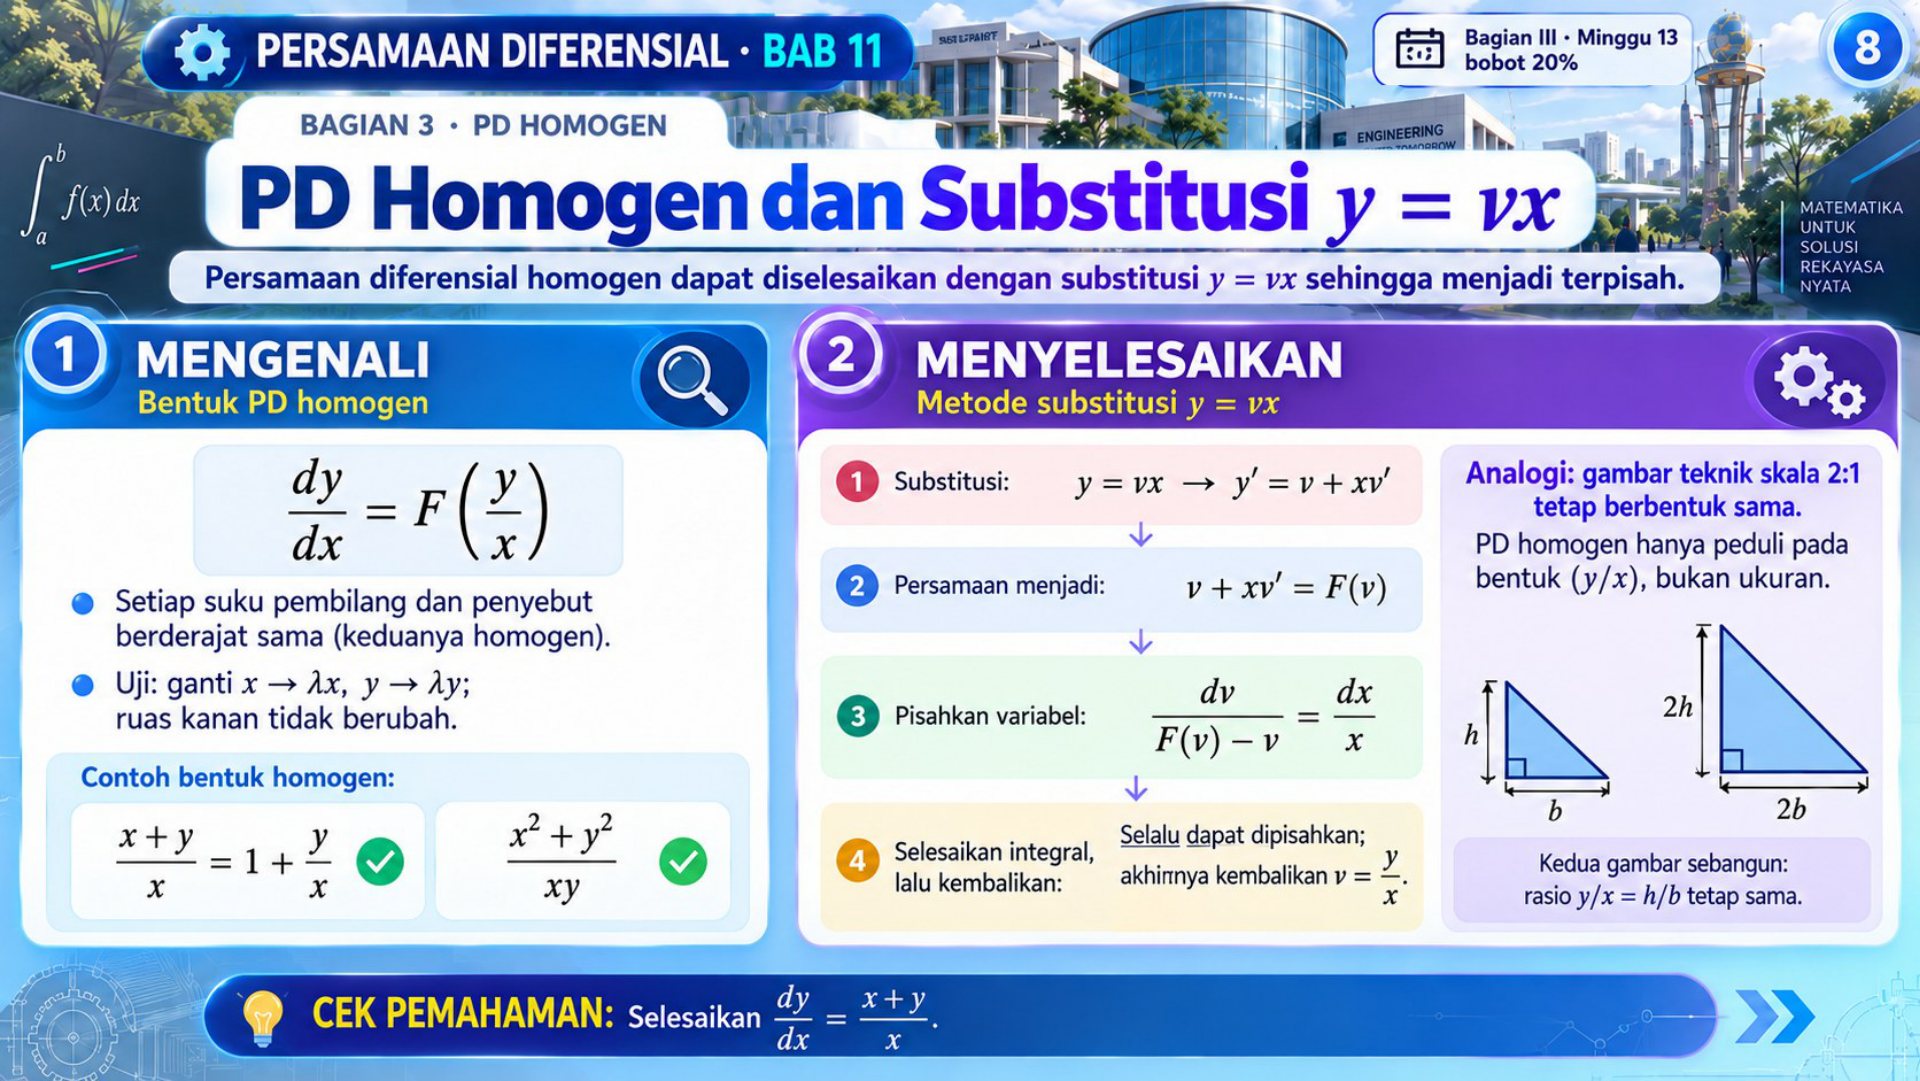 PERSAMAAN DIFERENSIAL · BAB 11
Bagian III · Minggu 13
bobot 20%
8
BAGIAN 3 · PD HOMOGEN
ENGINEERING
PD Homogen dan Substitusi y = vx
∫_a^b f(x) dx
Persamaan diferensial homogen dapat diselesaikan dengan substitusi y = vx sehingga menjadi terpisah.
MATEMATIKA
UNTUK
SOLUSI
REKAYASA
NYATA
1
MENGENALI
Bentuk PD homogen
dy/dx = F(y/x)
Setiap suku pembilang dan penyebut
berderajat sama (keduanya homogen).
Uji: ganti x → λx, y → λy;
ruas kanan tidak berubah.
Contoh bentuk homogen:
(x + y)/x = 1 + y/x
(x² + y²)/xy
2
MENYELESAIKAN
Metode substitusi y = vx
1 Substitusi: y = vx → y′ = v + xv′
2 Persamaan menjadi: v + xv′ = F(v)
3 Pisahkan variabel: dv/(F(v) − v) = dx/x
4 Selesaikan integral,
lalu kembalikan:
Selalu dapat dipisahkan;
kembalikan v = y/x.
Analogi: gambar teknik skala 2:1
tetap berbentuk sama.
PD homogen hanya peduli pada
bentuk (y/x), bukan ukuran.
h
b
2h
2b
Kedua gambar sebangun:
rasio y/x = h/b tetap sama.
CEK PEMAHAMAN: Selesaikan dy/dx = (x + y)/x.